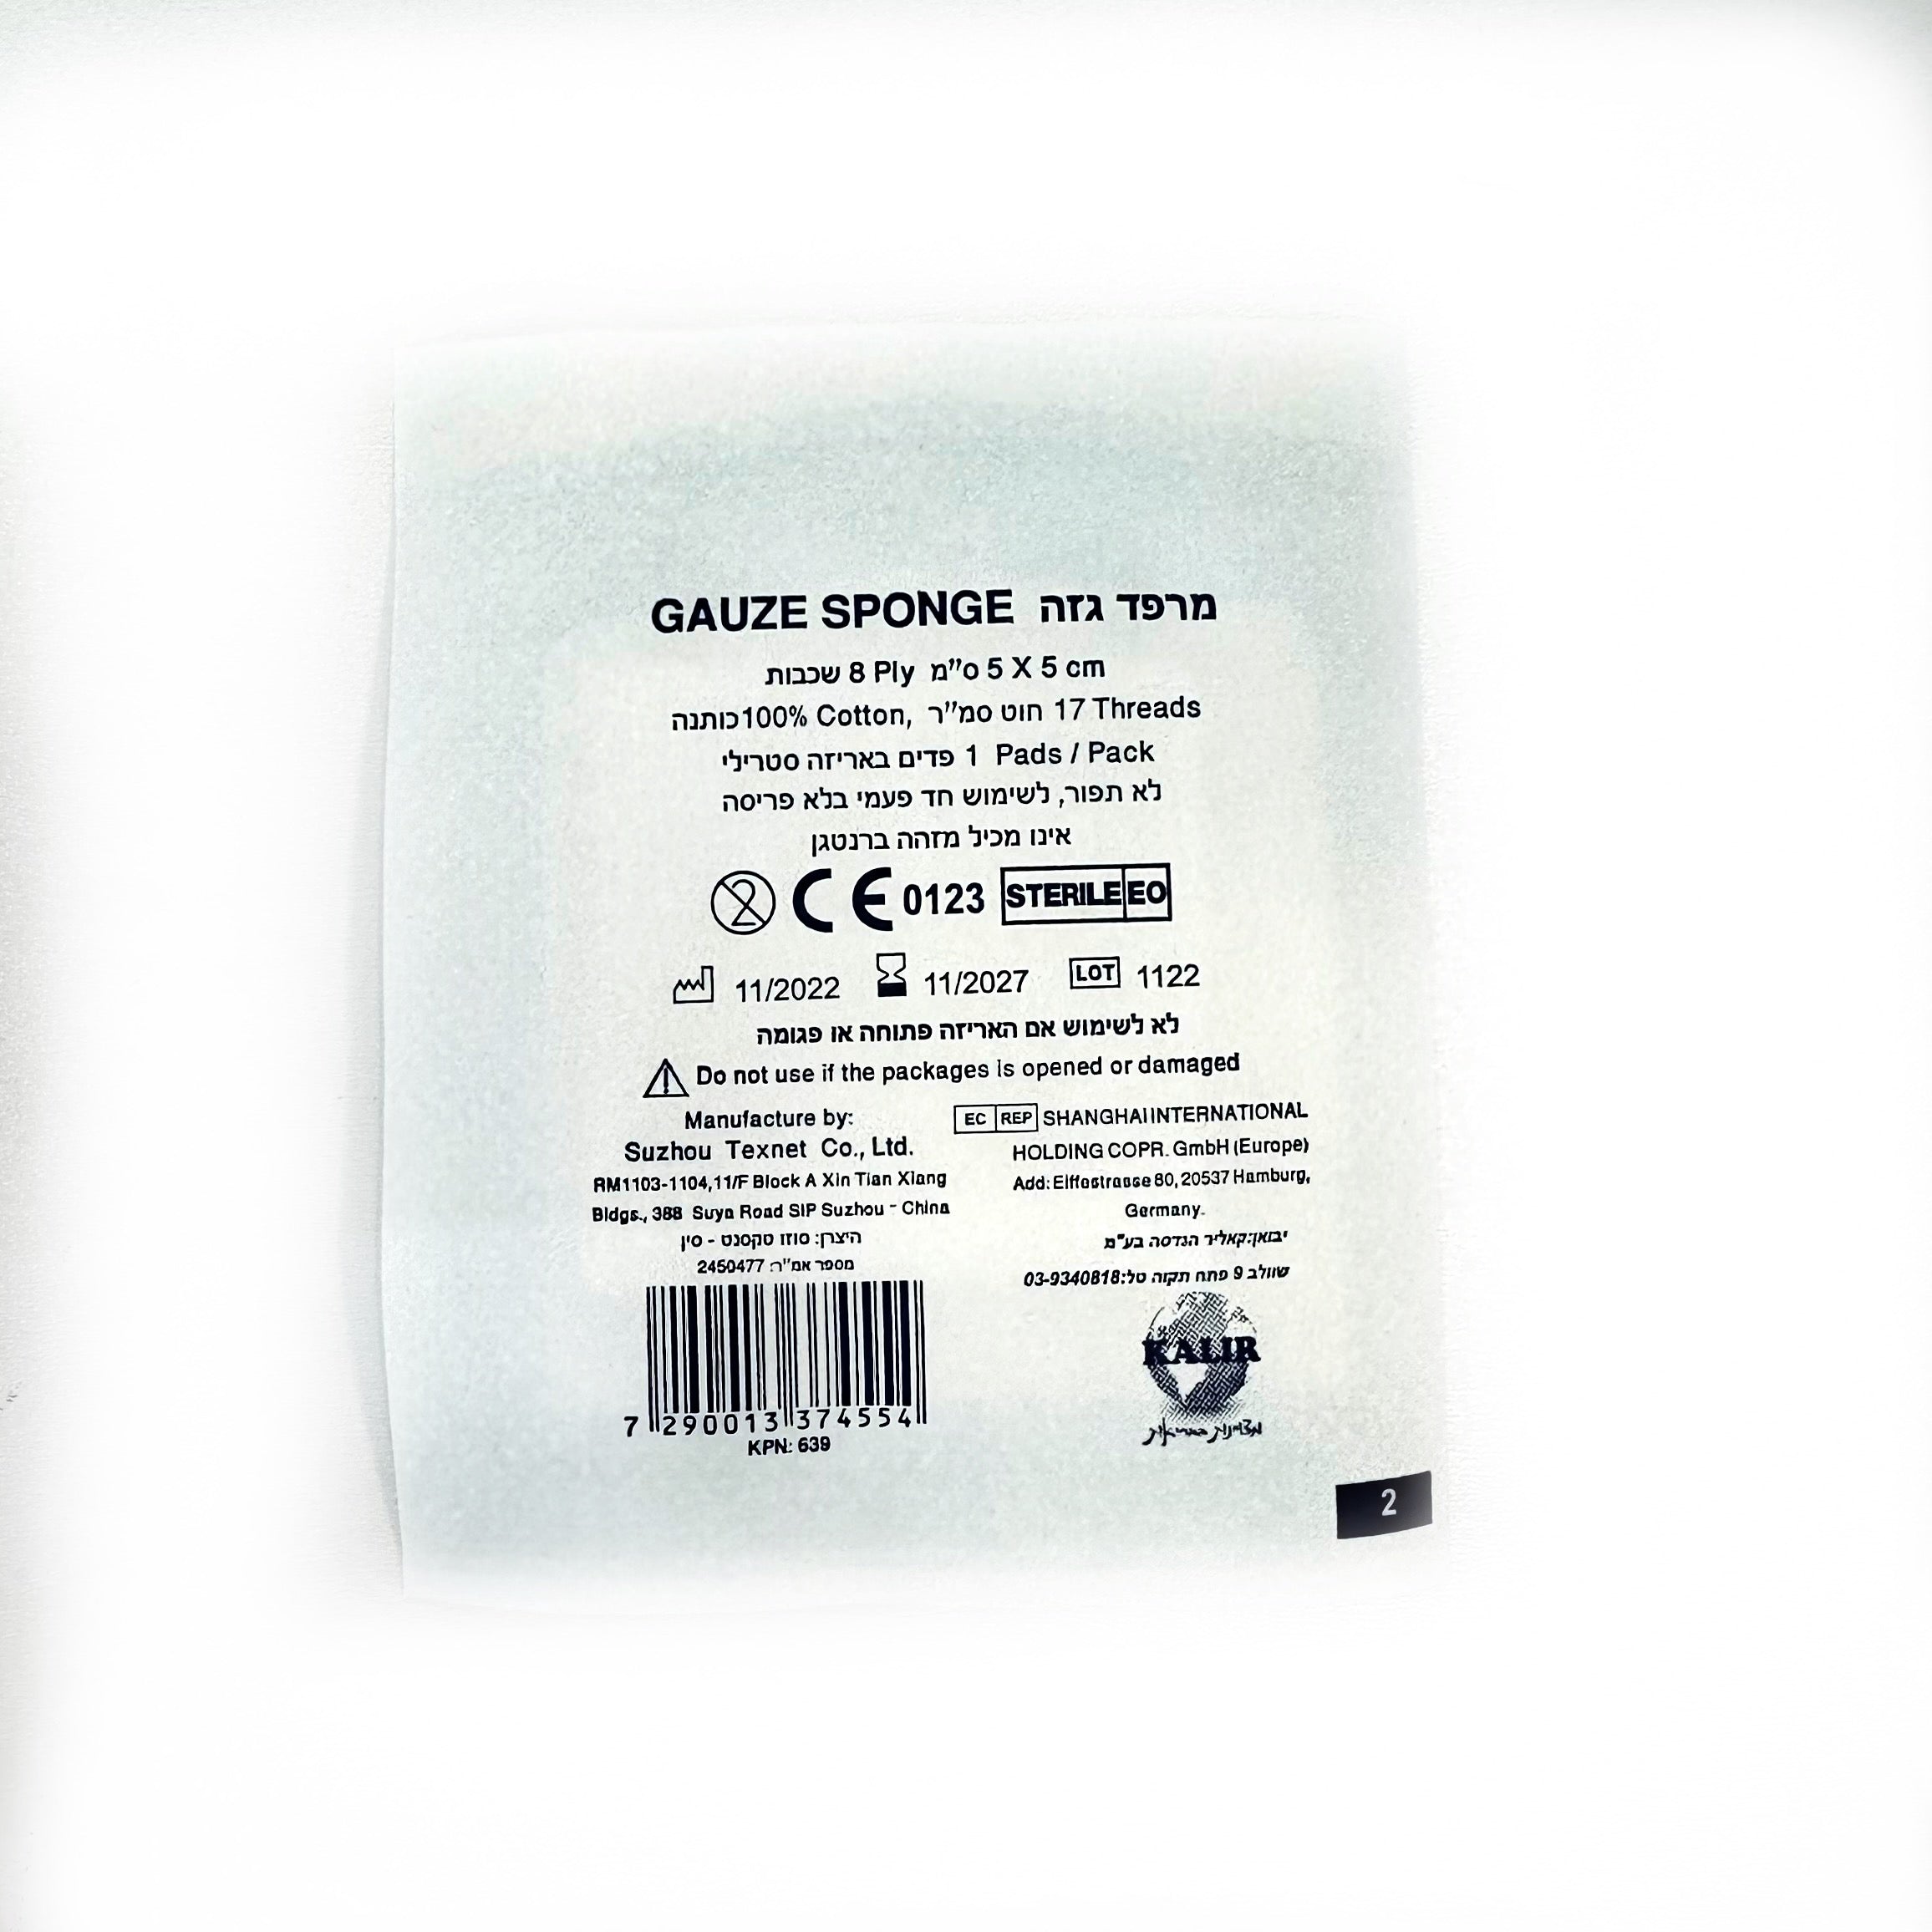 GAUZE SPONGE מרפד גזה
שכבות 8 Ply ס"מ 5 X 5 cm
כותנה 100% Cotton, חוט סמ"ר 17 Threads
פדים באריזה סטרילי 1 Pads / Pack
לא תפור, לשימוש חד פעמי בלא פריסה
אינו מכיל מזהה ברנטגן
2 CE 0123 STERILE EO
11/2022 11/2027 LOT 1122
לא לשימוש אם האריזה פתוחה או פגומה
Do not use if the packages is opened or damaged
Manufacture by:
Suzhou Texnet Co., Ltd.
RM1103-1104,11/F Block A Xin Tian Xiang
Bldgs., 388 Suya Road SIP Suzhou - China
היצרן: סוזו טקסנט - סין
מספר אמ"ר: 2450477
7 290013 374554
KPN: 639
EC REP SHANGHAI INTERNATIONAL
HOLDING COPR. GmbH (Europe)
Add: Eiffestrasse 80, 20537 Hamburg,
Germany.
יבואן:קאליר הנדסה בע"מ
שוולב 9 פתח תקוה טל:03-9340818
KALIR
2